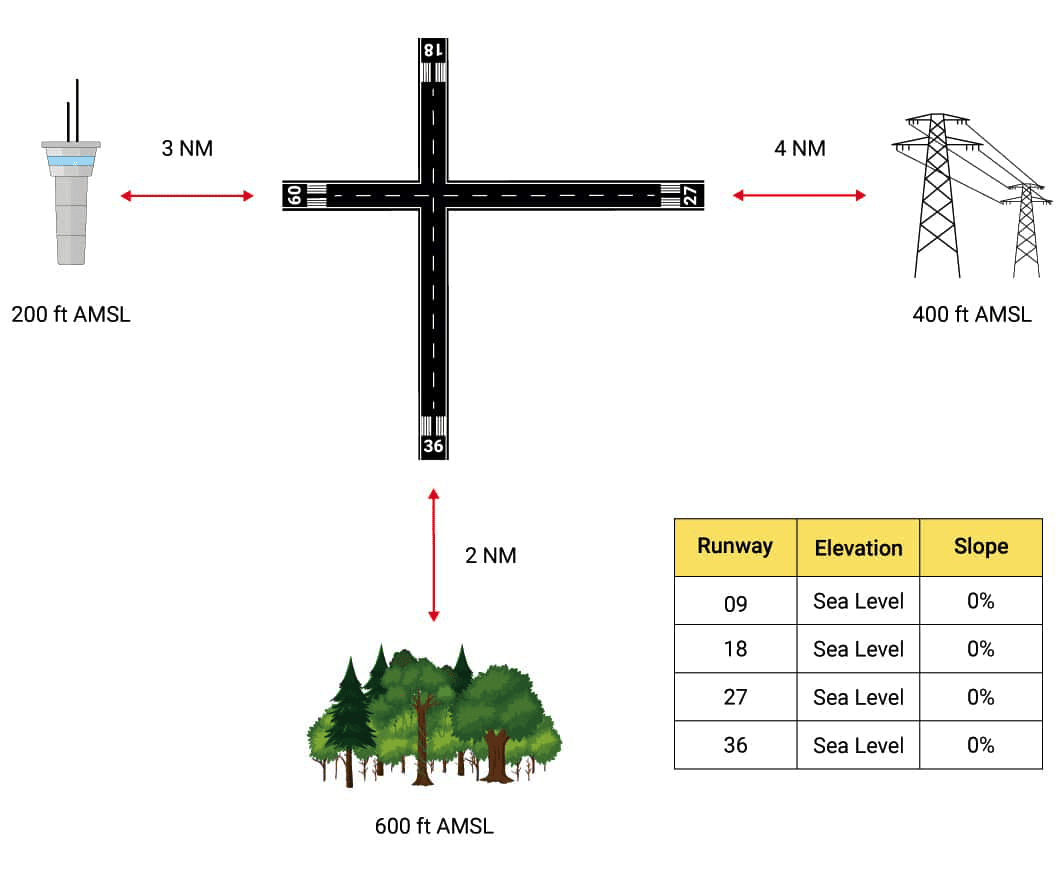 18
3 NM
4 NM
09
27
200 ft AMSL
400 ft AMSL
36
2 NM
Runway Elevation Slope
09 Sea Level 0%
18 Sea Level 0%
27 Sea Level 0%
36 Sea Level 0%
600 ft AMSL